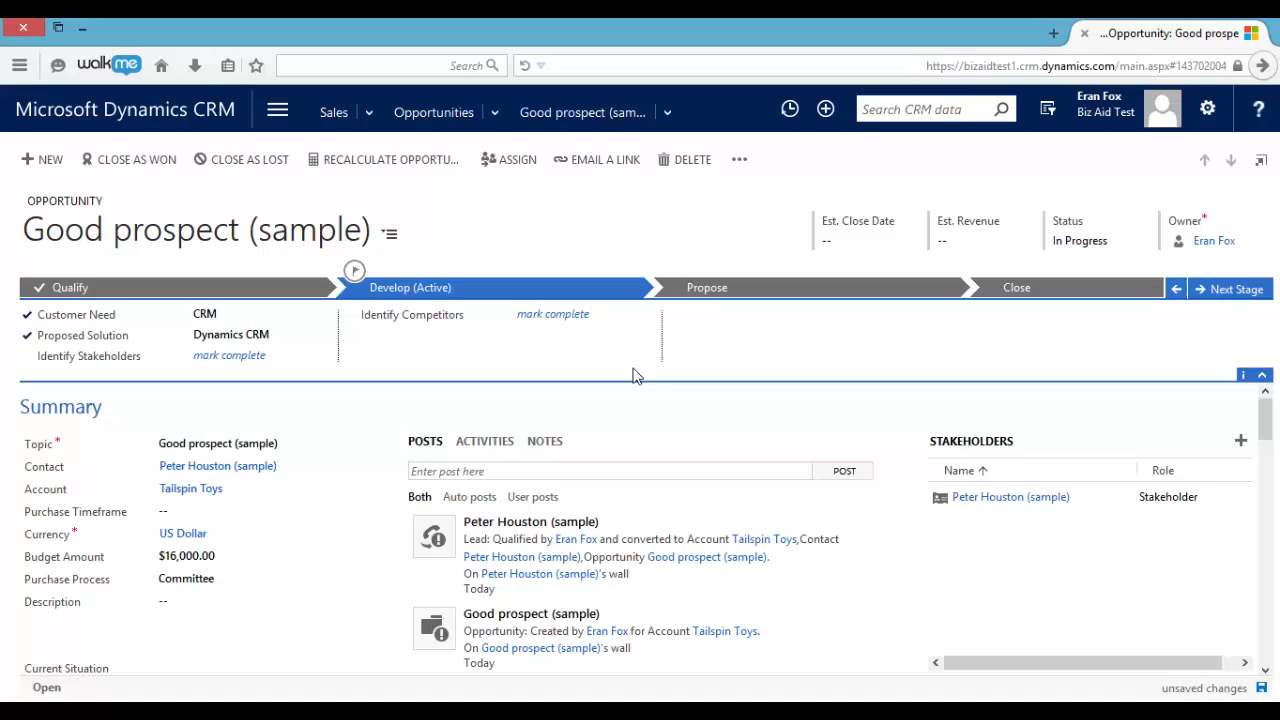 ...Opportunity: Good prospe
walkme
Search
https://bizaidtest1.crm.dynamics.com/main.aspx#143702004
Microsoft Dynamics CRM
Sales
Opportunities
Good prospect (sam...
Search CRM data
Eran Fox
Biz Aid Test
?
NEW
CLOSE AS WON
CLOSE AS LOST
RECALCULATE OPPORTU...
ASSIGN
EMAIL A LINK
DELETE
OPPORTUNITY
Good prospect (sample)
Est. Close Date
--
Est. Revenue
--
Status
In Progress
Owner*
Eran Fox
Qualify
Develop (Active)
Propose
Close
Next Stage
Customer Need CRM
Proposed Solution Dynamics CRM
Identify Stakeholders mark complete
Identify Competitors mark complete
Summary
Topic* Good prospect (sample)
Contact Peter Houston (sample)
Account Tailspin Toys
Purchase Timeframe --
Currency* US Dollar
Budget Amount $16,000.00
Purchase Process Committee
Description --
Current Situation
POSTS ACTIVITIES NOTES
Enter post here POST
Both Auto posts User posts
Peter Houston (sample)
Lead: Qualified by Eran Fox and converted to Account Tailspin Toys,Contact
Peter Houston (sample),Opportunity Good prospect (sample).
On Peter Houston (sample)'s wall
Today
Good prospect (sample)
Opportunity: Created by Eran Fox for Account Tailspin Toys.
On Good prospect (sample)'s wall
Today
STAKEHOLDERS
Name Role
Peter Houston (sample) Stakeholder
Open
unsaved changes